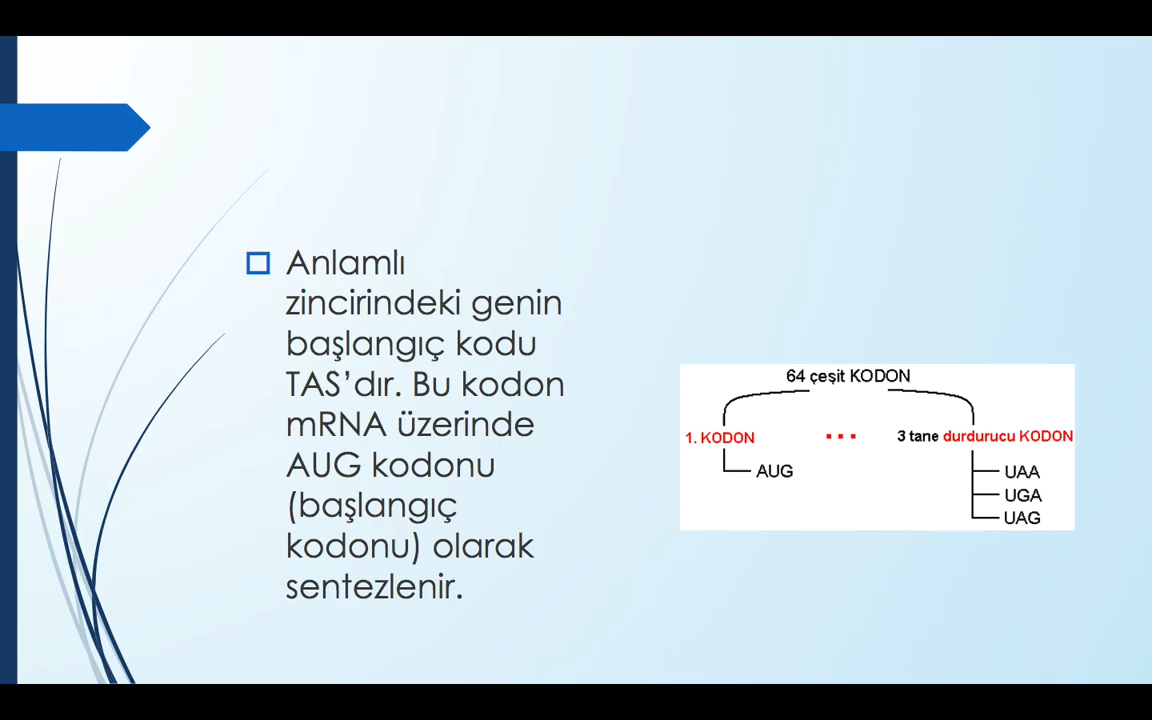 Anlamlı
zincirindeki genin
başlangıç kodu
TAS’dır. Bu kodon
mRNA üzerinde
AUG kodonu
(başlangıç
kodonu) olarak
sentezlenir.
64 çeşit KODON
1. KODON ... 3 tane durdurucu KODON
AUG
UAA
UGA
UAG